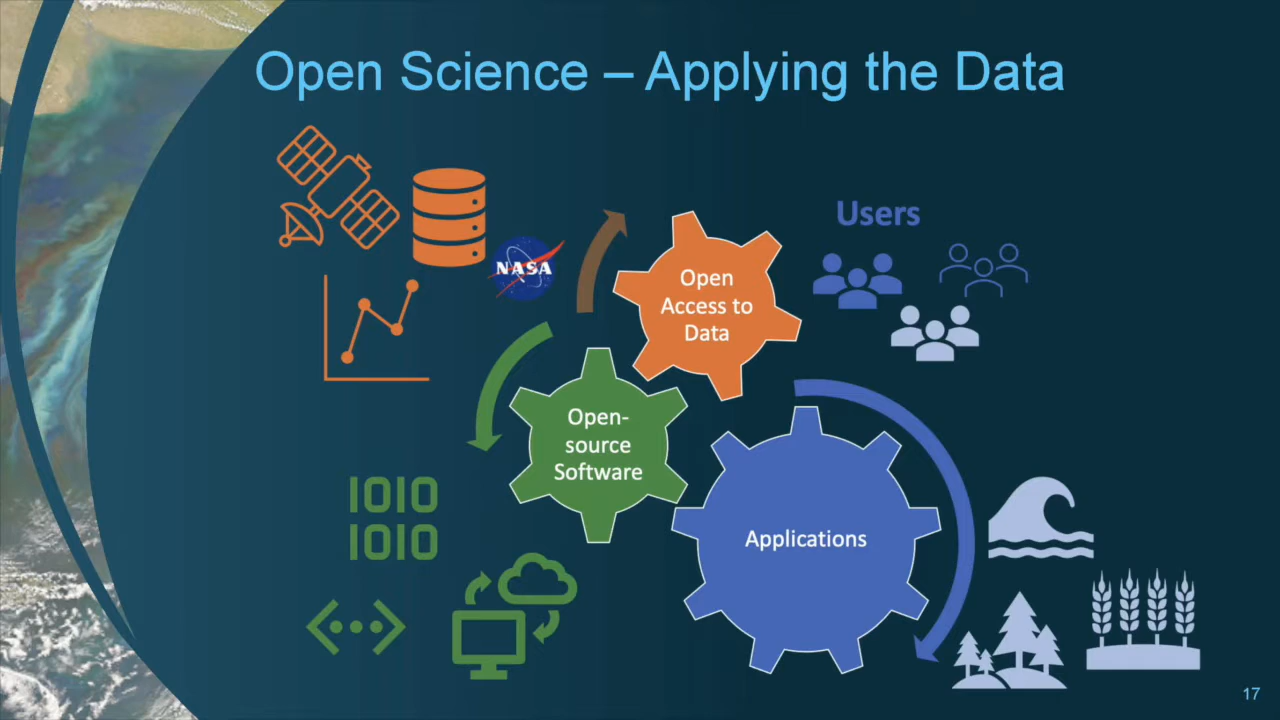 Open Science – Applying the Data
NASA
Users
Open
Access to
Data
Open-
source
Software
Applications
1010
1010
17